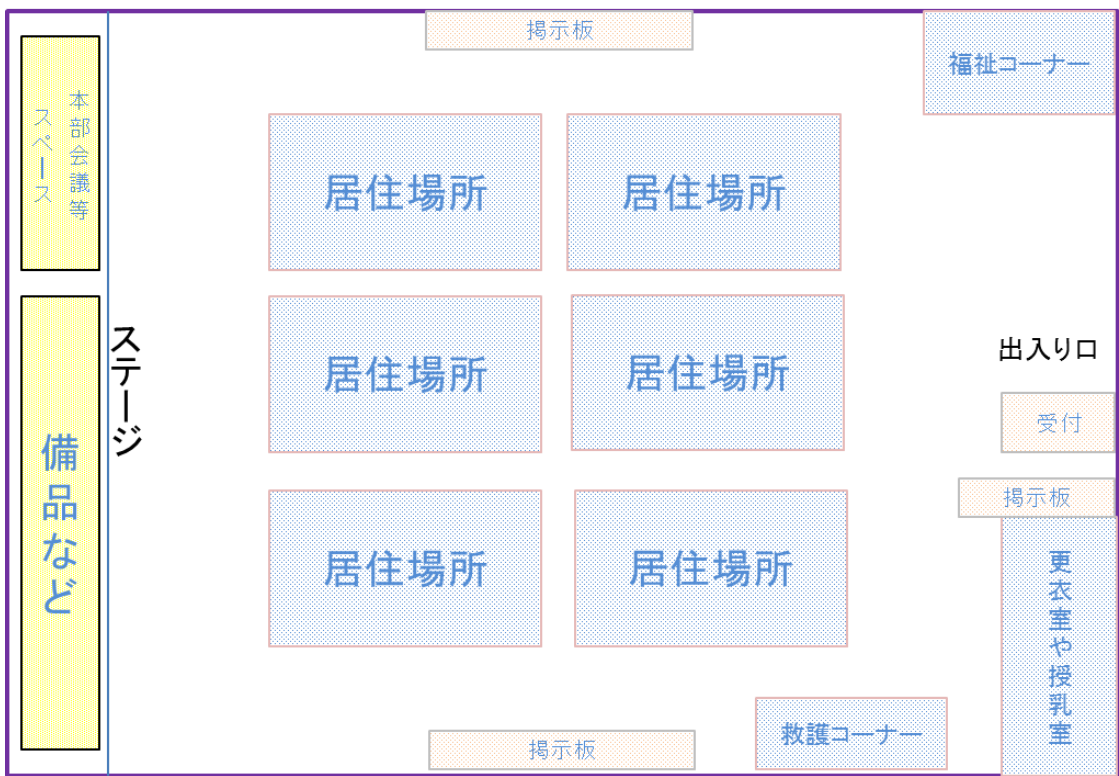 掲示板
福祉コーナー
本部会議等
スペース
居住場所
居住場所
ステージ
居住場所
居住場所
出入り口
受付
備品など
掲示板
居住場所
居住場所
更衣室や授乳室
救護コーナー
掲示板